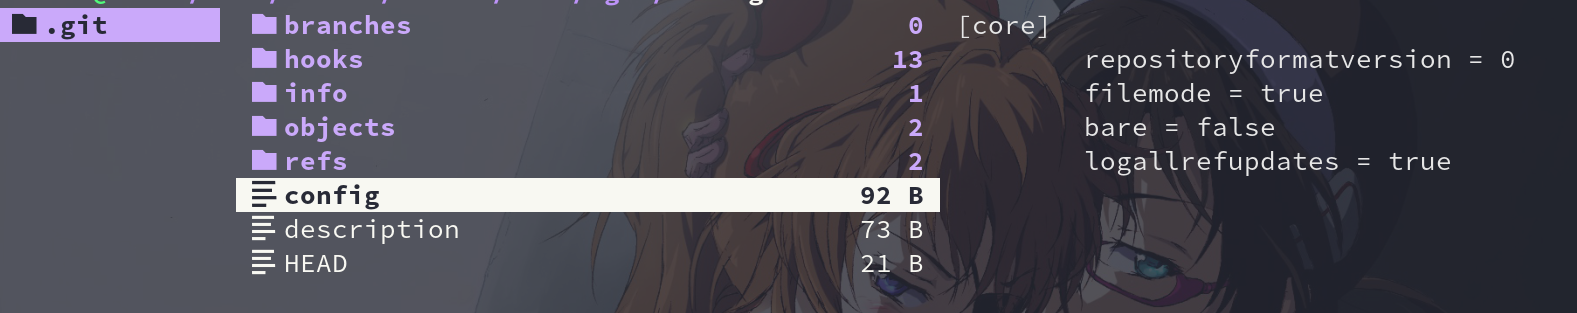 .git
branches 0
hooks 13
info 1
objects 2
refs 2
config 92 B
description 73 B
HEAD 21 B
[core]
repositoryformatversion = 0
filemode = true
bare = false
logallrefupdates = true